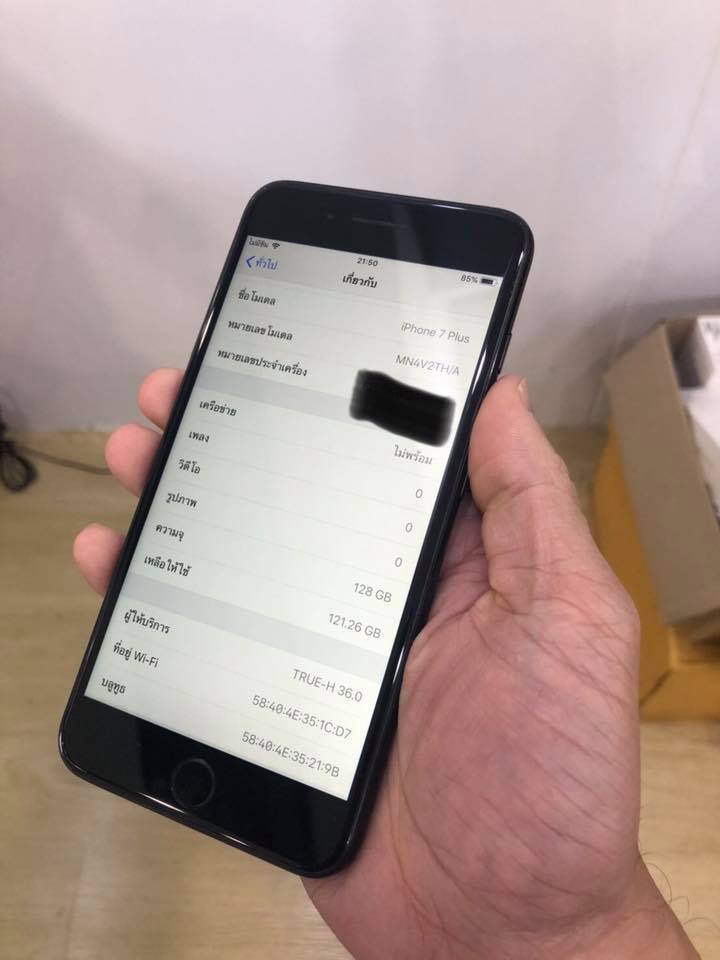 ไม่มีซิม
21:50
85%
ทั่วไป
เกี่ยวกับ
ชื่อโมเดล iPhone 7 Plus
หมายเลขโมเดล MN4V2TH/A
หมายเลขประจำเครื่อง
เครือข่าย ไม่พร้อม
เพลง 0
วิดีโอ 0
รูปภาพ 0
ความจุ 128 GB
เหลือให้ใช้ 121.26 GB
ผู้ให้บริการ TRUE-H 36.0
ที่อยู่ Wi-Fi 58:40:4E:35:1C:D7
บลูทูธ 58:40:4E:35:21:9B